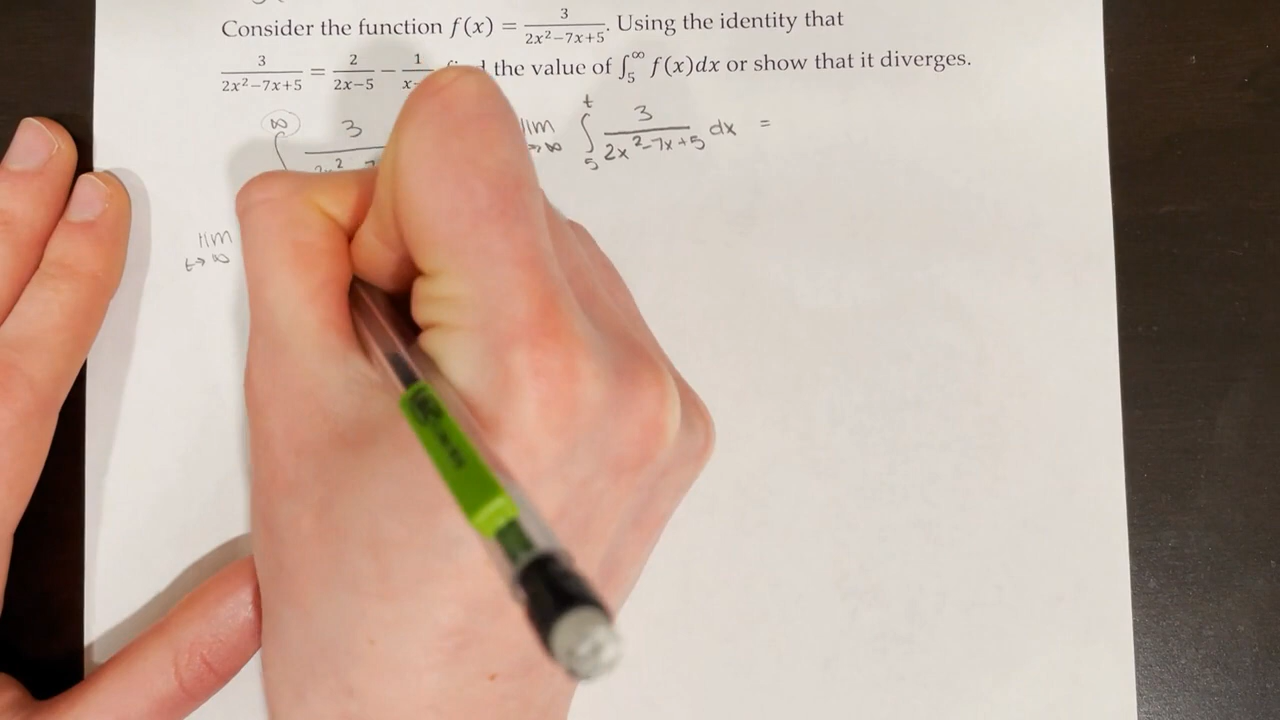 Consider the function f(x) = 3/(2x²−7x+5). Using the identity that
3/(2x²−7x+5) = 2/(2x−5) − 1/x- the value of ∫₅^∞ f(x)dx or show that it diverges.
∞ ∫ 3 lim →∞ ∫₅^t 3/(2x²−7x+5) dx =
lim t→∞